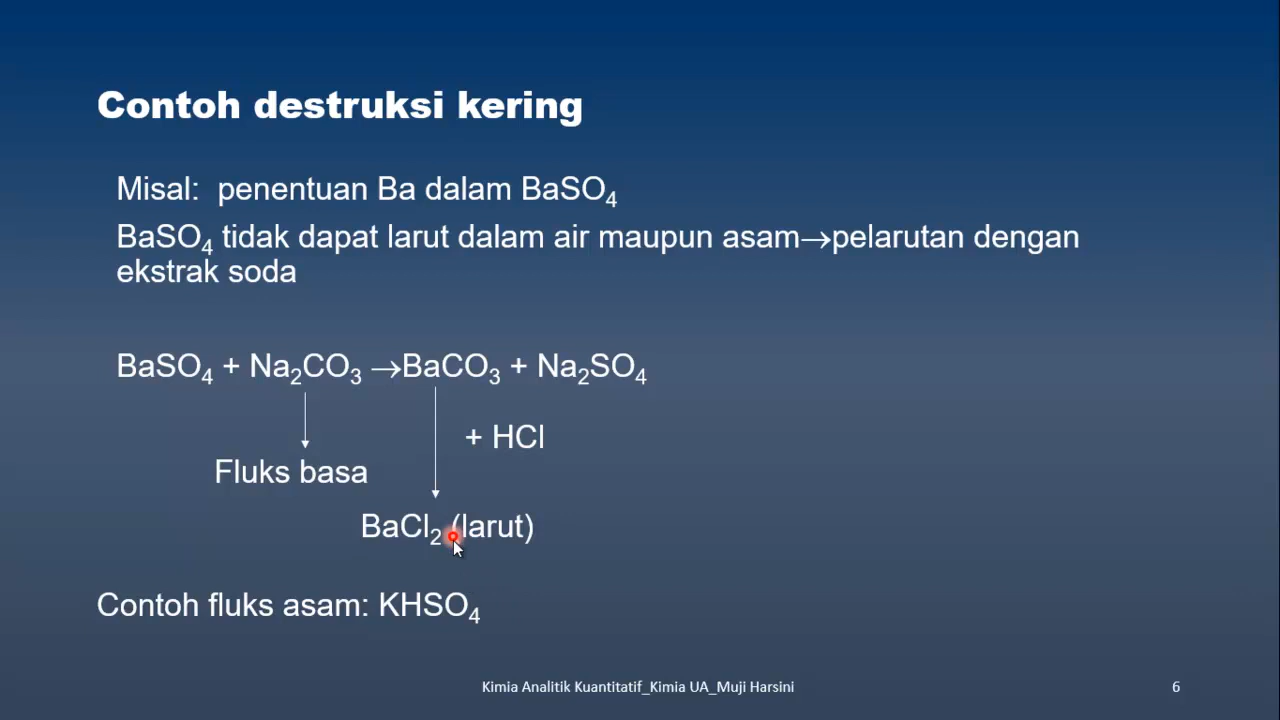 Contoh destruksi kering
Misal: penentuan Ba dalam BaSO₄
BaSO₄ tidak dapat larut dalam air maupun asam→pelarutan dengan
ekstrak soda
BaSO₄ + Na₂CO₃ →BaCO₃ + Na₂SO₄
+ HCl
Fluks basa
BaCl₂ (larut)
Contoh fluks asam: KHSO₄
Kimia Analitik Kuantitatif_Kimia UA_Muji Harsini
6